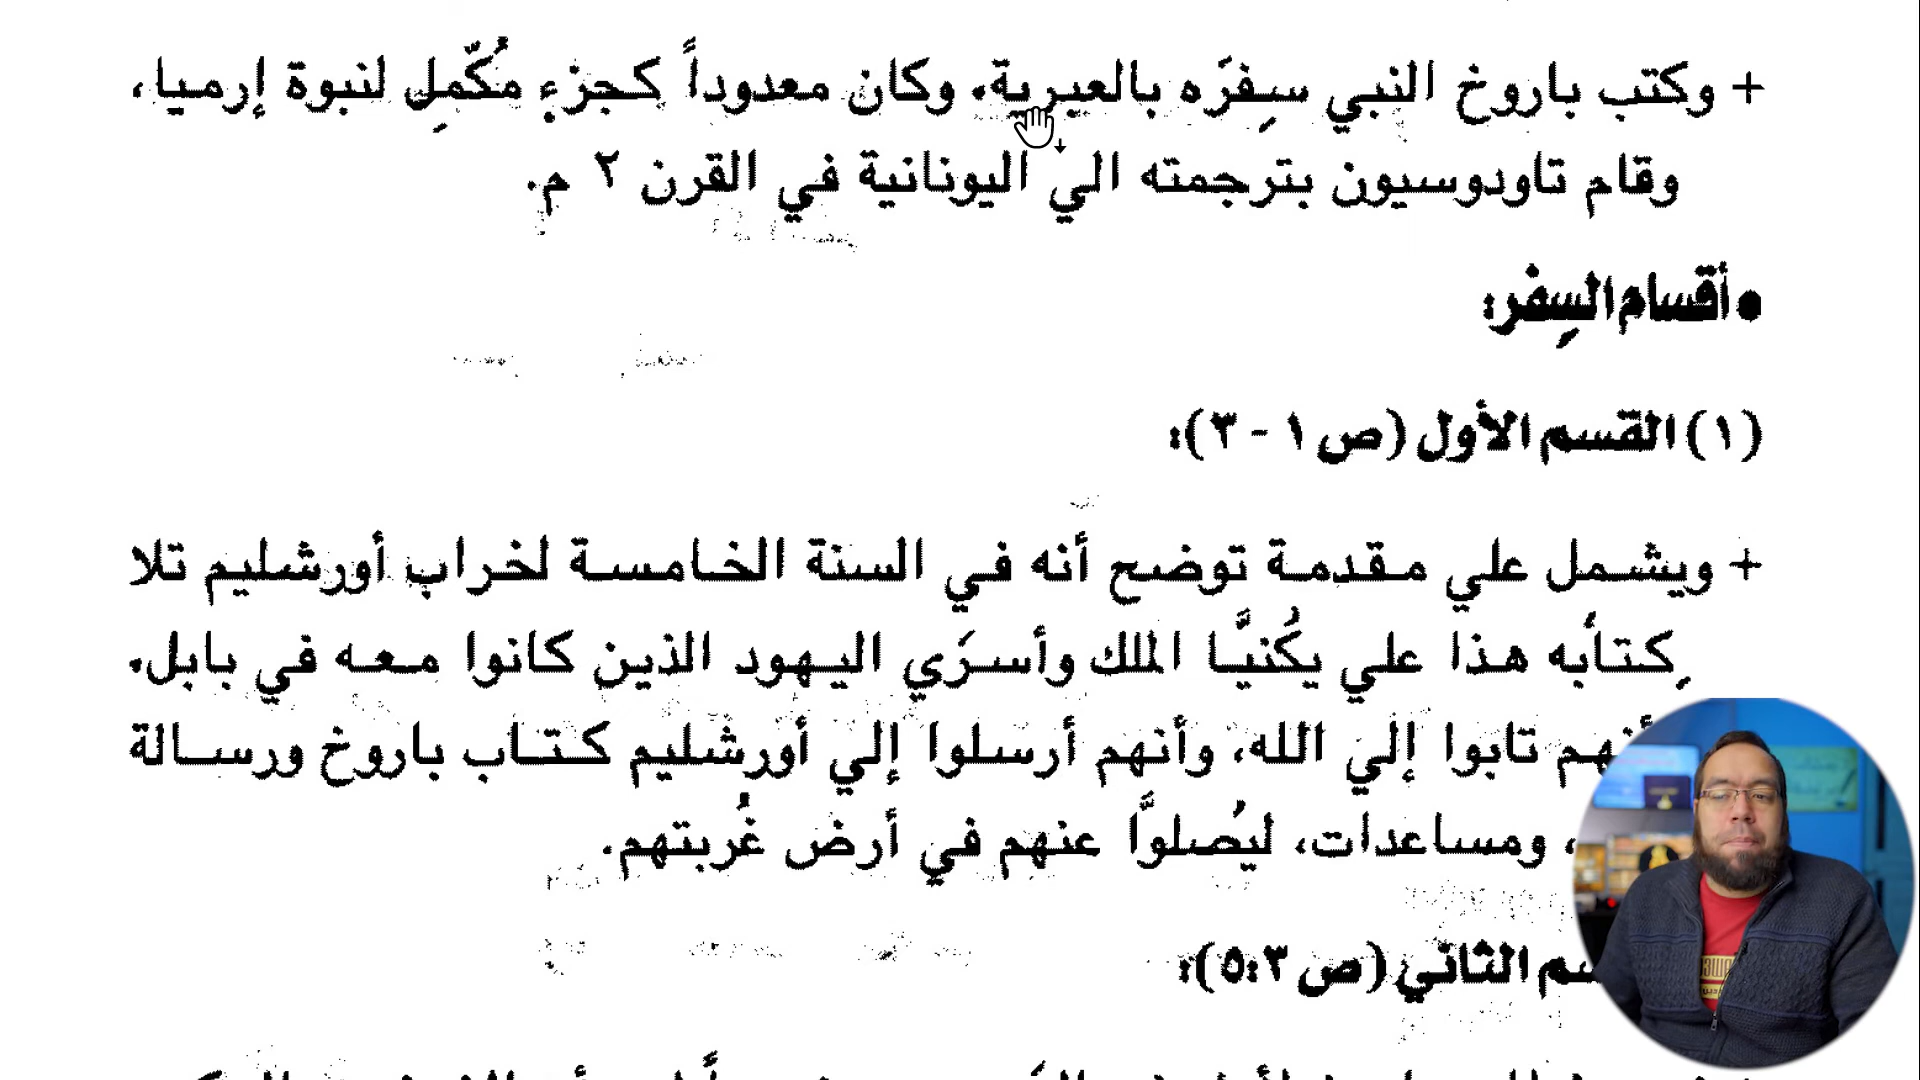 + وكتب باروخ النبي سِفرَه بالعبرية، وكان معدوداً كجزءٍ مُكّمِل لنبوة إرميا،
وقام تاودوسيون بترجمته الي اليونانية في القرن ٢ م.
• أقسام السِفر:
(١) القسم الأول (ص ١ - ٣):
+ ويشمل علي مقدمة توضح أنه في السنة الخامسة لخراب أورشليم تلا
كِتابُه هذا علي يكُنيَّا الملك وأسرَي اليهود الذين كانوا معه في بابل،
تابوا إلي الله، وأنهم أرسلوا إلي أورشليم كتاب باروخ ورسالة
، ومساعدات، ليُصلوَّا عنهم في أرض غُربتهم.
الثاني (ص ٥:٣):